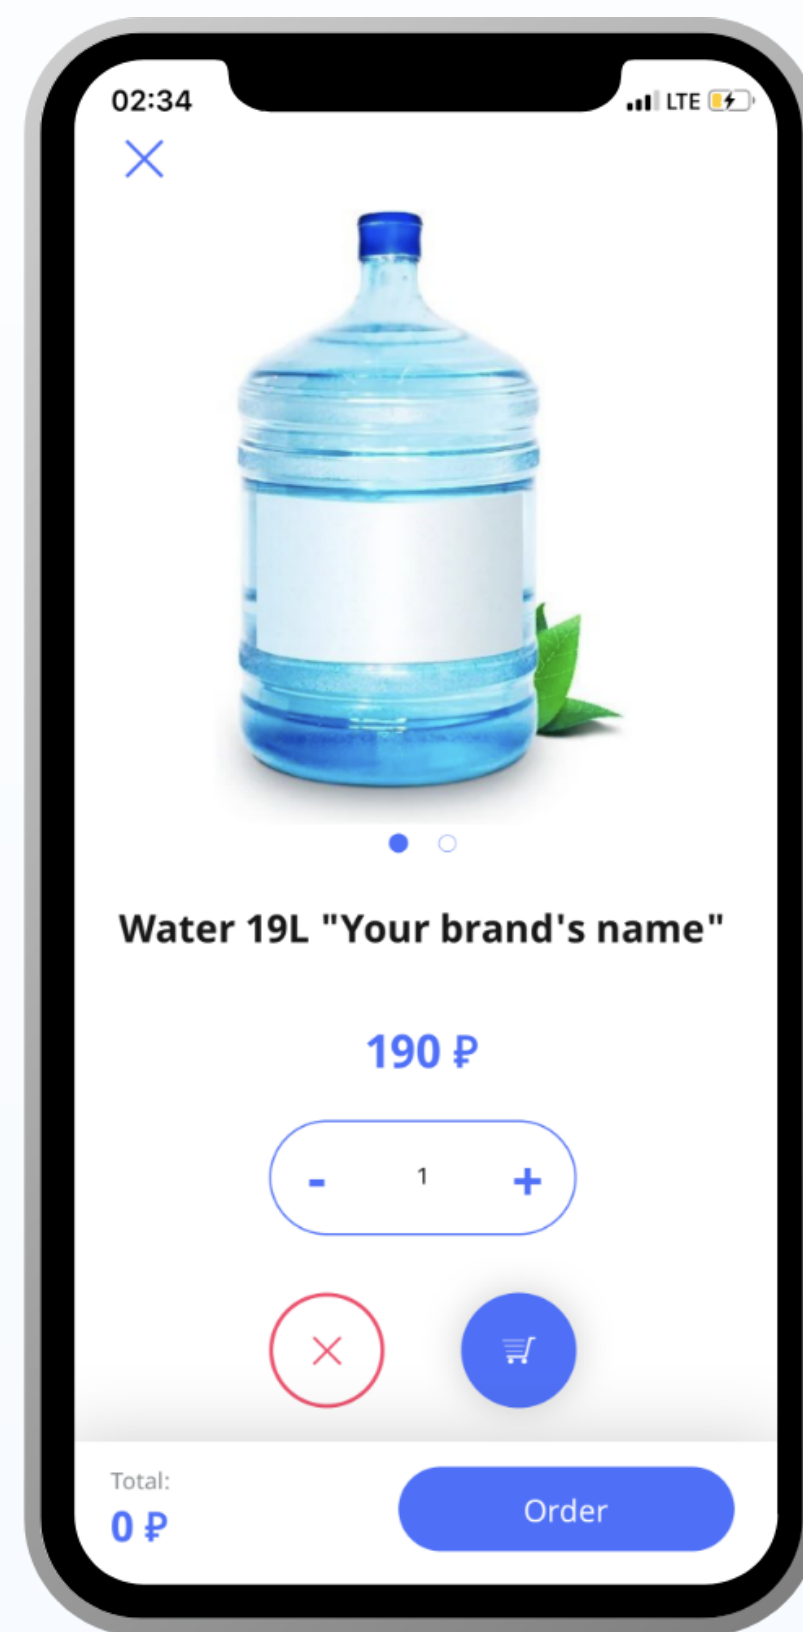 02:34 LTE
Water 19L "Your brand's name"
190 ₽
- 1 +
Total:
0 ₽
Order